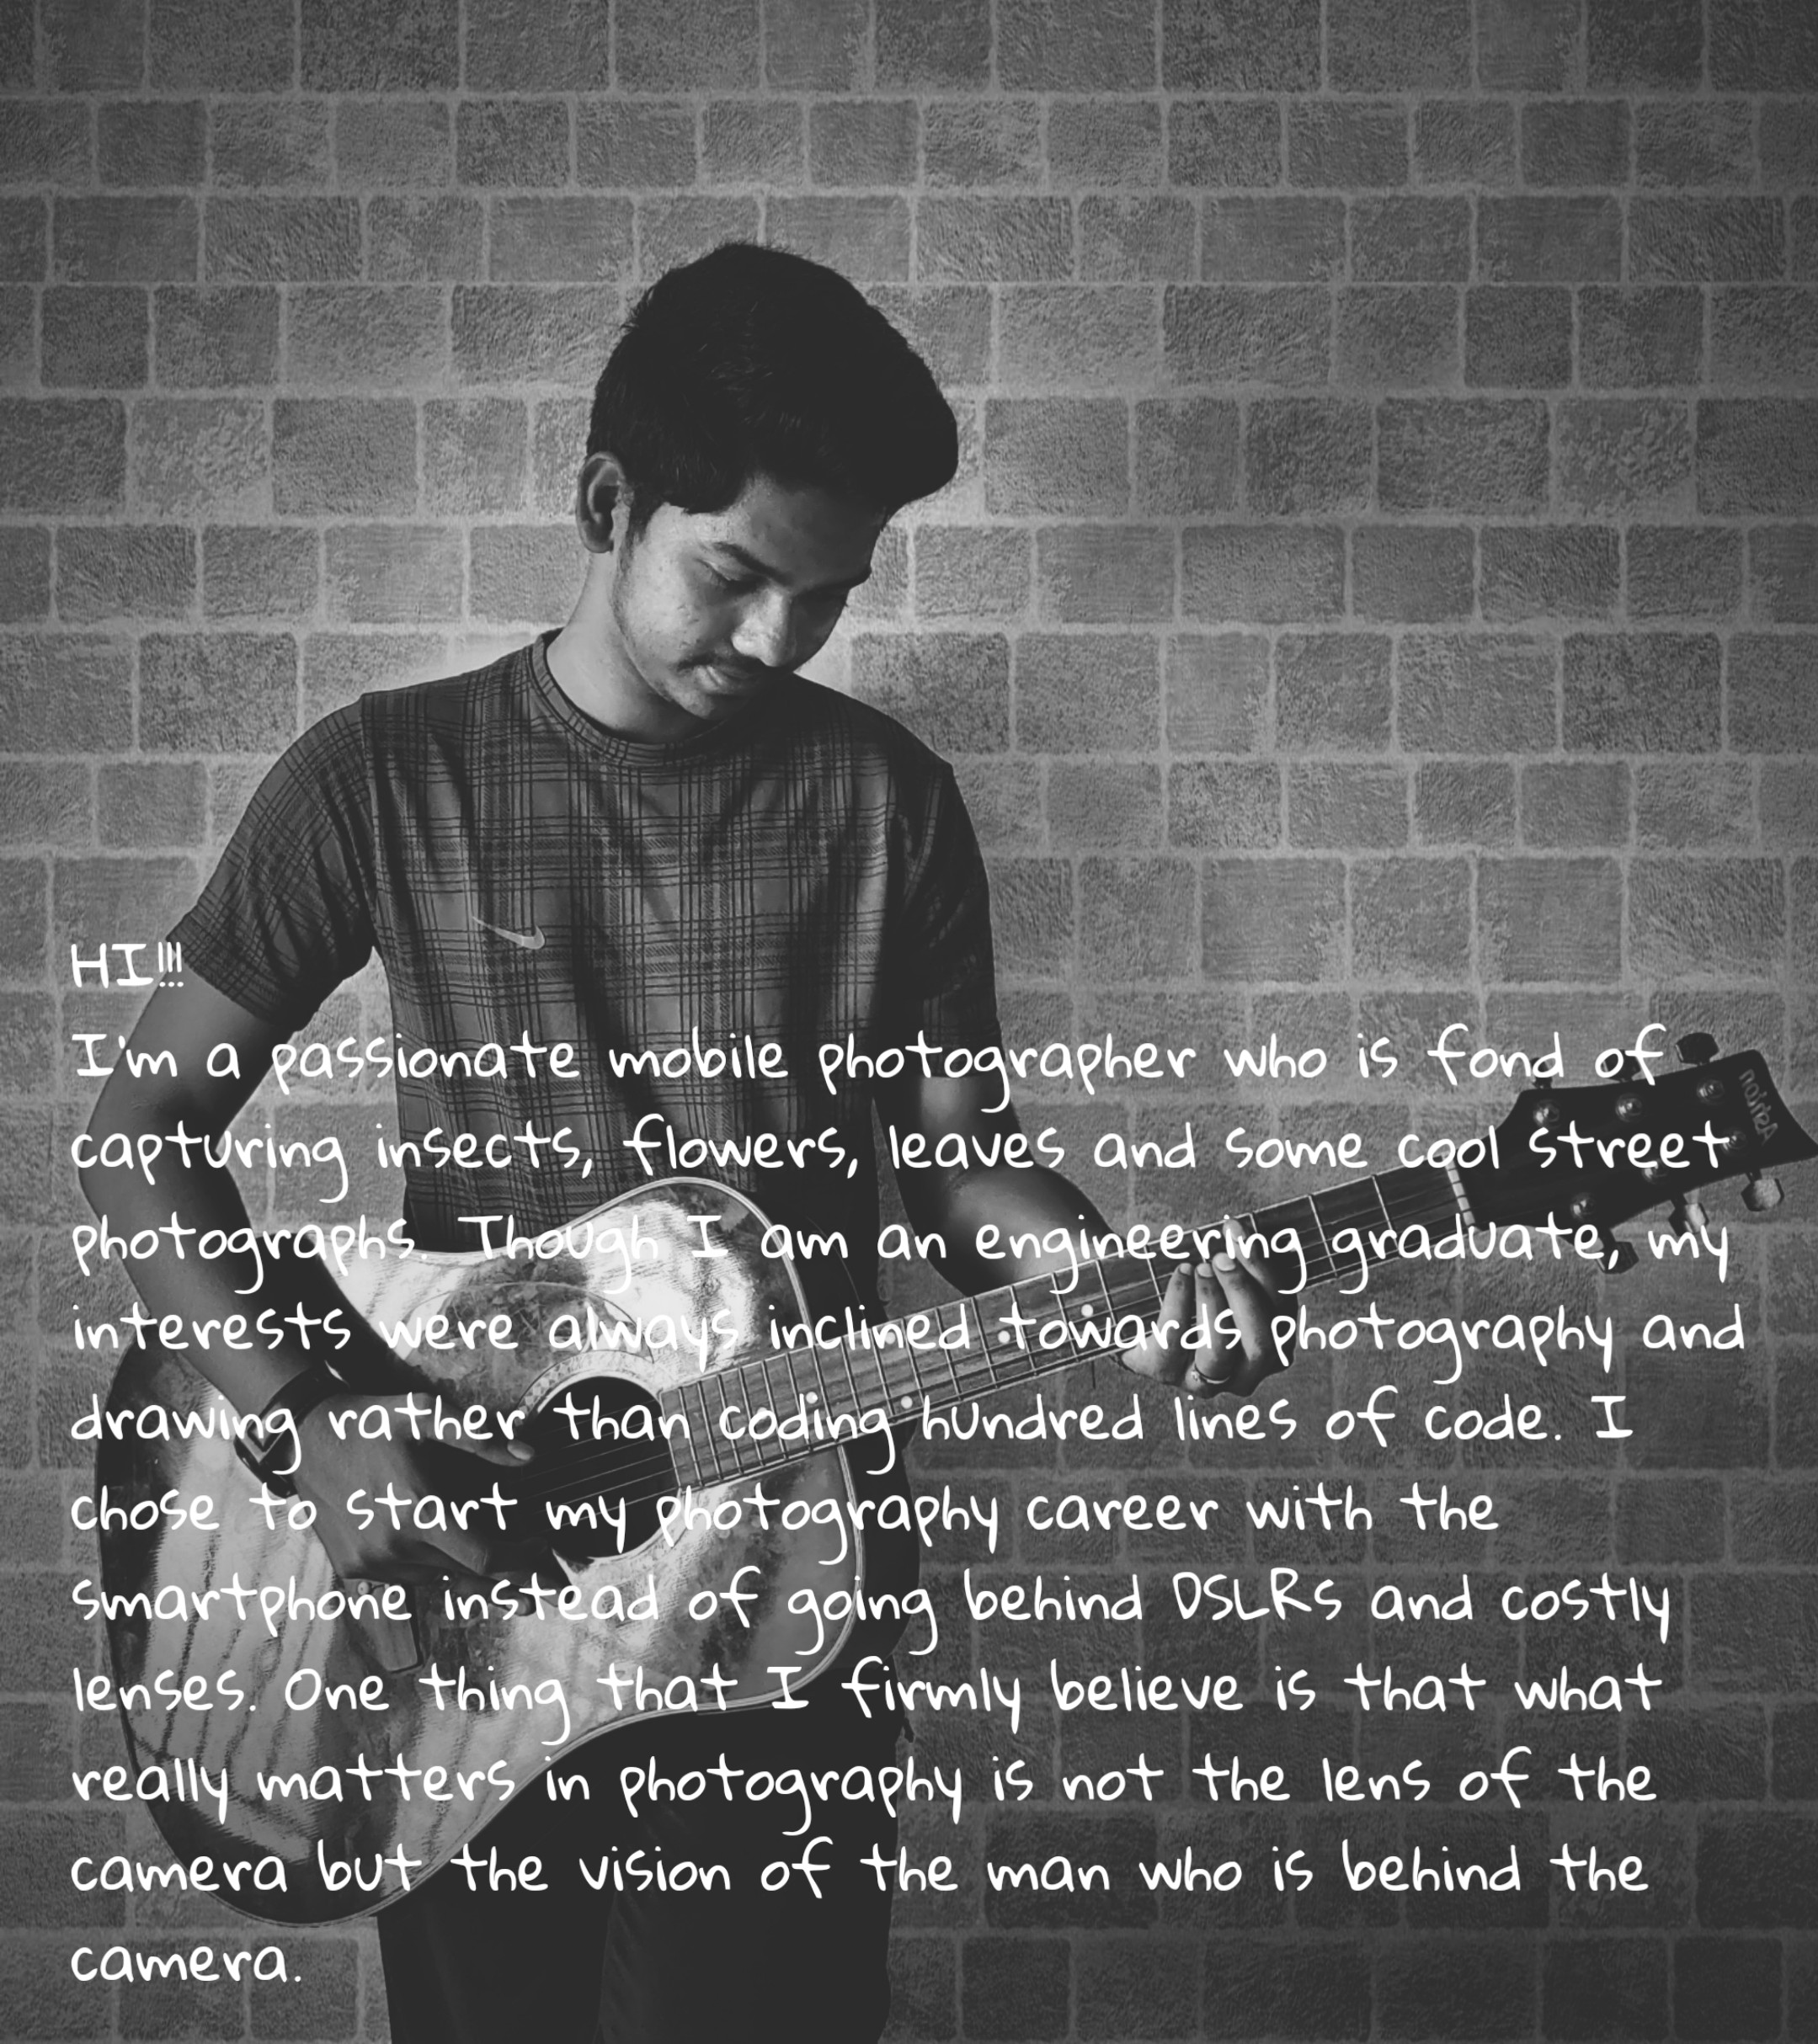 HI!!!
I'm a passionate mobile photographer who is fond of
capturing insects, flowers, leaves and some cool street
photographs. Though I am an engineering graduate, my
interests were always inclined towards photography and
drawing rather than coding hundred lines of code. I
chose to start my photography career with the
smartphone instead of going behind DSLRs and costly
lenses. One thing that I firmly believe is that what
really matters in photography is not the lens of the
camera but the vision of the man who is behind the
camera.